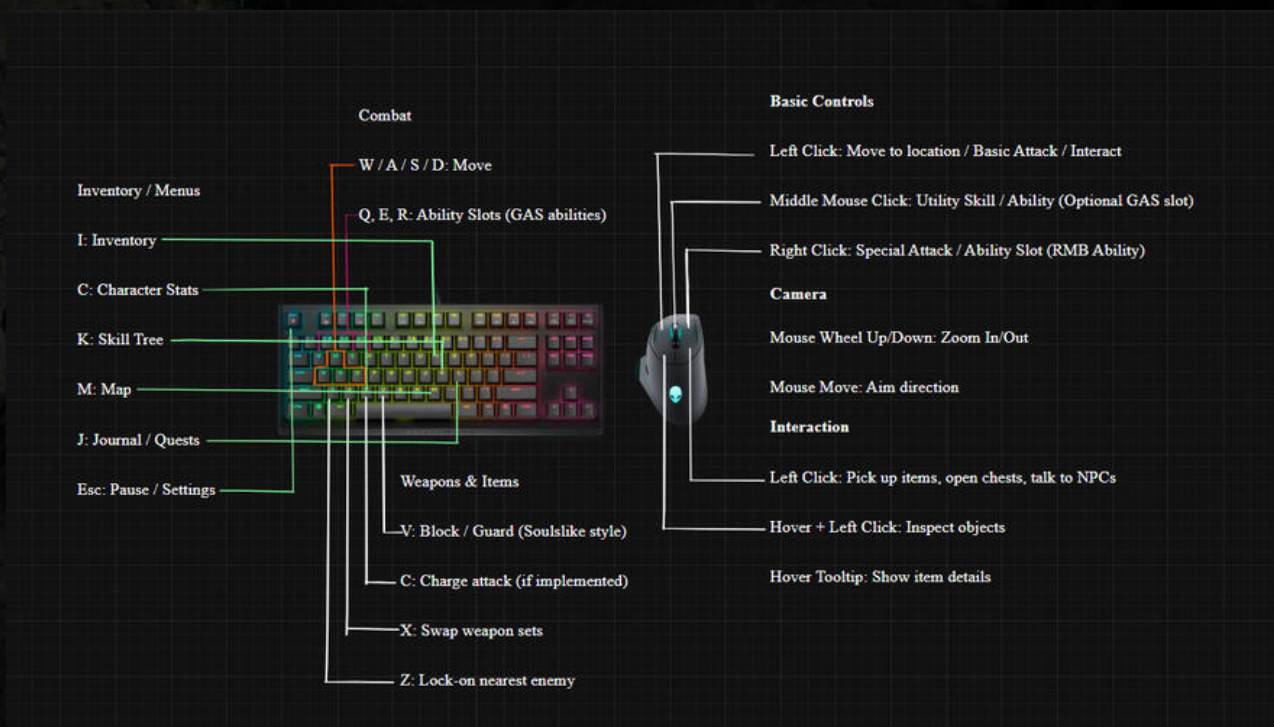 Combat
W / A / S / D: Move
Q, E, R: Ability Slots (GAS abilities)
Inventory / Menus
I: Inventory
C: Character Stats
K: Skill Tree
M: Map
J: Journal / Quests
Esc: Pause / Settings
Weapons & Items
V: Block / Guard (Soulslike style)
C: Charge attack (if implemented)
X: Swap weapon sets
Z: Lock-on nearest enemy
Basic Controls
Left Click: Move to location / Basic Attack / Interact
Middle Mouse Click: Utility Skill / Ability (Optional GAS slot)
Right Click: Special Attack / Ability Slot (RMB Ability)
Camera
Mouse Wheel Up/Down: Zoom In/Out
Mouse Move: Aim direction
Interaction
Left Click: Pick up items, open chests, talk to NPCs
Hover + Left Click: Inspect objects
Hover Tooltip: Show item details